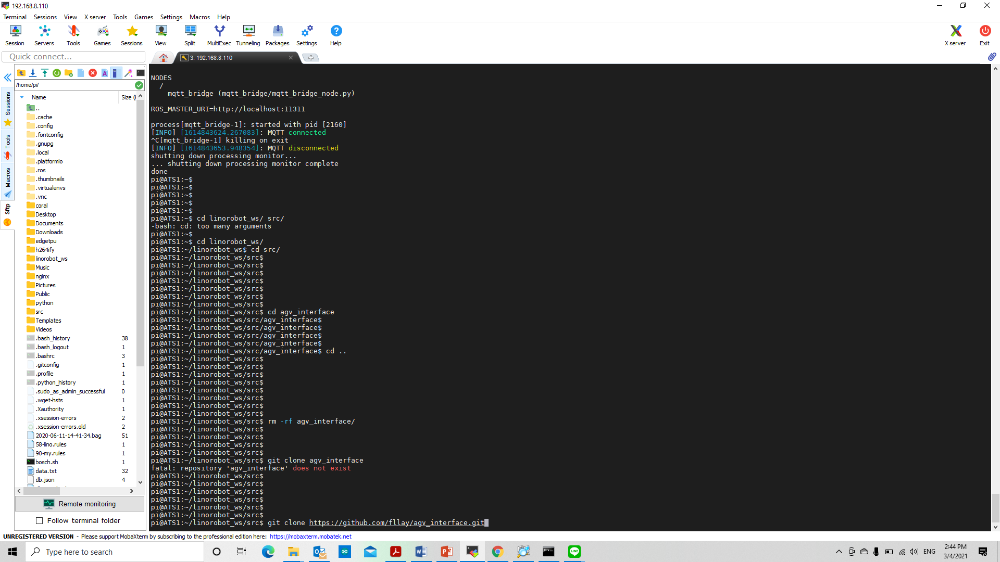 192.168.8.110
Terminal Sessions View X server Tools Games Settings Macros Help
Session Servers Tools Games Sessions View Split MultiExec Tunneling Packages Settings Help X server Exit
Quick connect...
3. 192.168.8.110
/home/pi/
Name Size (
Sessions
Tools
Macros
Sftp
..
.cache
.config
.fontconfig
.gnupg
.local
.platformio
.ros
.thumbnails
.virtualenvs
.vnc
coral
Desktop
Documents
Downloads
edgetpu
h264ify
linorobot_ws
Music
nginx
Pictures
Public
python
src
Templates
Videos
.bash_history 38
.bash_logout 1
.bashrc 3
.gitconfig 1
.profile 1
.python_history 1
.sudo_as_admin_successful 0
.wget-hsts 1
.Xauthority 1
.xsession-errors 2
.xsession-errors.old 2
2020-06-11-14-41-34.bag 51
58-lino.rules 1
90-my.rules 1
bosch.sh 1
data.txt 32
db.json 4
Remote monitoring
Follow terminal folder
NODES
/
mqtt_bridge (mqtt_bridge/mqtt_bridge_node.py)
ROS_MASTER_URI=http://localhost:11311
process[mqtt_bridge-1]: started with pid [2160]
[INFO] [1614843624.267083]: MQTT connected
^C[mqtt_bridge-1] killing on exit
[INFO] [1614843653.948354]: MQTT disconnected
shutting down processing monitor...
... shutting down processing monitor complete
done
pi@ATS1:~$
pi@ATS1:~$
pi@ATS1:~$
pi@ATS1:~$
pi@ATS1:~$
pi@ATS1:~$ cd linorobot_ws/ src/
-bash: cd: too many arguments
pi@ATS1:~$
pi@ATS1:~$ cd linorobot_ws/
pi@ATS1:~/linorobot_ws$ cd src/
pi@ATS1:~/linorobot_ws/src$
pi@ATS1:~/linorobot_ws/src$
pi@ATS1:~/linorobot_ws/src$
pi@ATS1:~/linorobot_ws/src$
pi@ATS1:~/linorobot_ws/src$
pi@ATS1:~/linorobot_ws/src$
pi@ATS1:~/linorobot_ws/src$
pi@ATS1:~/linorobot_ws/src$ cd agv_interface
pi@ATS1:~/linorobot_ws/src/agv_interface$
pi@ATS1:~/linorobot_ws/src/agv_interface$
pi@ATS1:~/linorobot_ws/src/agv_interface$
pi@ATS1:~/linorobot_ws/src/agv_interface$
pi@ATS1:~/linorobot_ws/src/agv_interface$ cd ..
pi@ATS1:~/linorobot_ws/src$
pi@ATS1:~/linorobot_ws/src$
pi@ATS1:~/linorobot_ws/src$
pi@ATS1:~/linorobot_ws/src$
pi@ATS1:~/linorobot_ws/src$
pi@ATS1:~/linorobot_ws/src$
pi@ATS1:~/linorobot_ws/src$
pi@ATS1:~/linorobot_ws/src$
pi@ATS1:~/linorobot_ws/src$ rm -rf agv_interface/
pi@ATS1:~/linorobot_ws/src$
pi@ATS1:~/linorobot_ws/src$
pi@ATS1:~/linorobot_ws/src$
pi@ATS1:~/linorobot_ws/src$
pi@ATS1:~/linorobot_ws/src$ git clone agv_interface
fatal: repository 'agv_interface' does not exist
pi@ATS1:~/linorobot_ws/src$
pi@ATS1:~/linorobot_ws/src$
pi@ATS1:~/linorobot_ws/src$
pi@ATS1:~/linorobot_ws/src$
pi@ATS1:~/linorobot_ws/src$
pi@ATS1:~/linorobot_ws/src$
pi@ATS1:~/linorobot_ws/src$ git clone https://github.com/fllay/agv_interface.git
UNREGISTERED VERSION - Please support MobaXterm by subscribing to the professional edition here: https://mobaxterm.mobatek.net
Type here to search
ENG
2:44 PM
3/4/2021